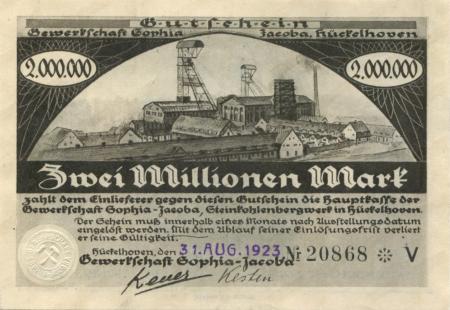 Gutschein
Gewerkschaft Sophia Jacoba, Hückelhoven
2.000.000 2.000.000
Zwei Millionen Mark
zahlt dem Einlieferer gegen diesen Gutschein die Hauptkasse der
Gewerkschaft Sophia-Jacoba, Steinkohlenbergwerk in Hückelhoven.
Der Schein muß innerhalb eines Monats nach Ausstellungsdatum
eingelöst werden. Mit dem Ablauf seiner Einlösungsfrist verliert
er seine Gültigkeit.
Hückelhoven, den 31. AUG. 1923 № 20868 * V
Gewerkschaft Sophia-Jacoba